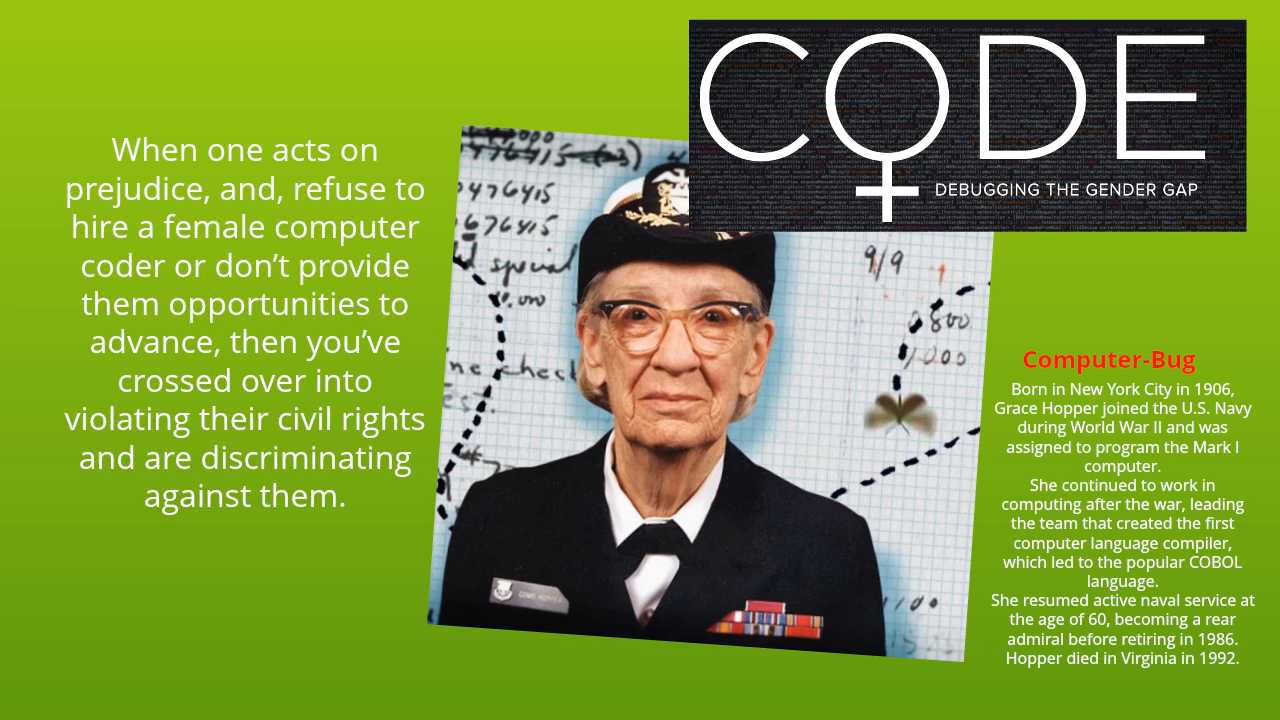 When one acts on
prejudice, and, refuse to
hire a female computer
coder or don’t provide
them opportunities to
advance, then you’ve
crossed over into
violating their civil rights
and are discriminating
against them.
CODE
DEBUGGING THE GENDER GAP
476415
676415
special
9/9
800
1000
Computer-Bug
Born in New York City in 1906,
Grace Hopper joined the U.S. Navy
during World War II and was
assigned to program the Mark I
computer.
She continued to work in
computing after the war, leading
the team that created the first
computer language compiler,
which led to the popular COBOL
language.
She resumed active naval service at
the age of 60, becoming a rear
admiral before retiring in 1986.
Hopper died in Virginia in 1992.